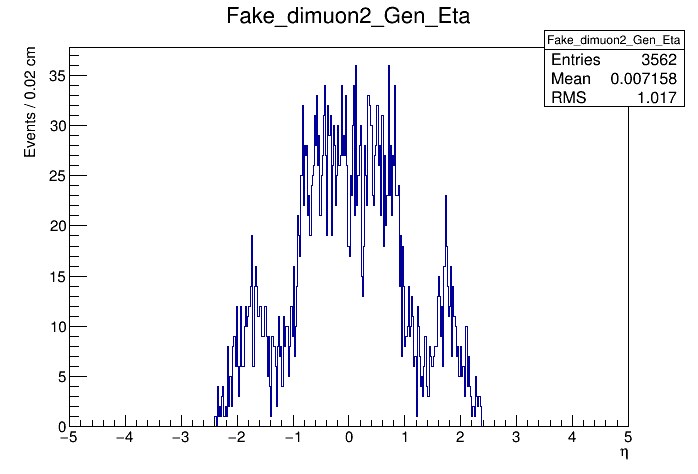 Fake_dimuon2_Gen_Eta
Fake_dimuon2_Gen_Eta
Entries 3562
Mean 0.007158
RMS 1.017
Events / 0.02 cm
35
30
25
20
15
10
5
0
−5 −4 −3 −2 −1 0 1 2 3 4 5
η